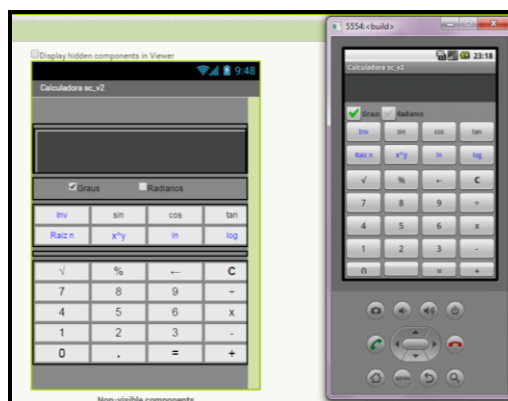 Display hidden components in Viewer
9:48
Calculadora sc_v2
Graus Radianos
Inv sin cos tan
Raiz n x^y ln log
√ % ← C
7 8 9 ÷
4 5 6 x
1 2 3 -
0 . = +
Non-visible components
5554:<build>
23:18
Calculadora sc_v2
Graus Radianos
Inv sin cos tan
Raiz n x^y ln log
√ % ← C
7 8 9 ÷
4 5 6 x
1 2 3 -
0 = +
MENU